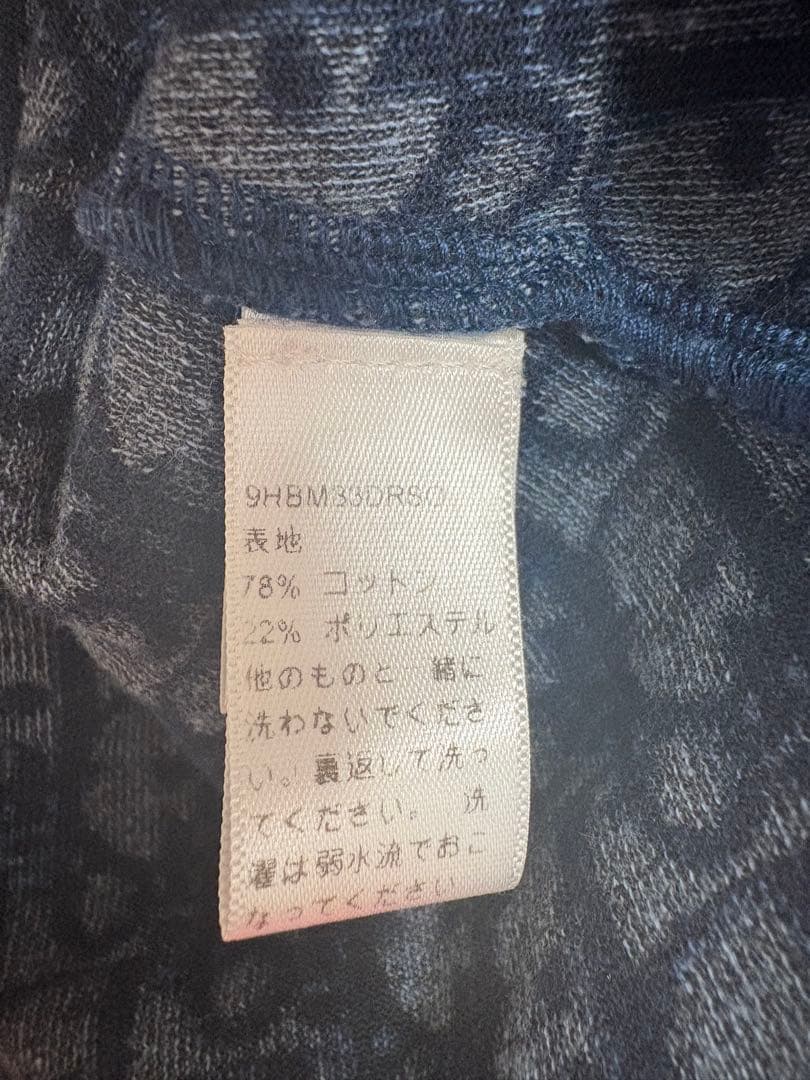 9HBM33DR8O
表地
78% コットン
22% ポリエステル
他のものと一緒に
洗わないでくださ
い。裏返して洗っ
てください。 洗
濯は弱水流でおこ
なってください